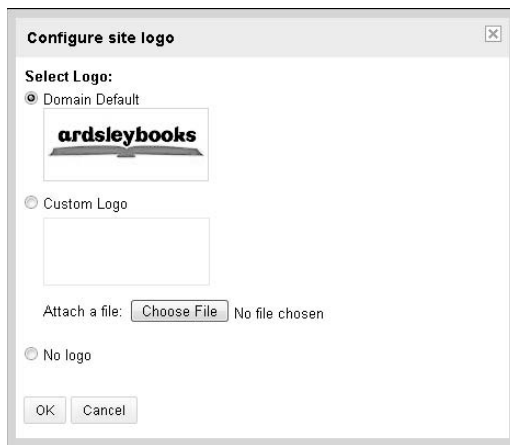 Configure site logo
Select Logo:
Domain Default
ardsleybooks
Custom Logo
Attach a file: Choose File No file chosen
No logo
OK Cancel